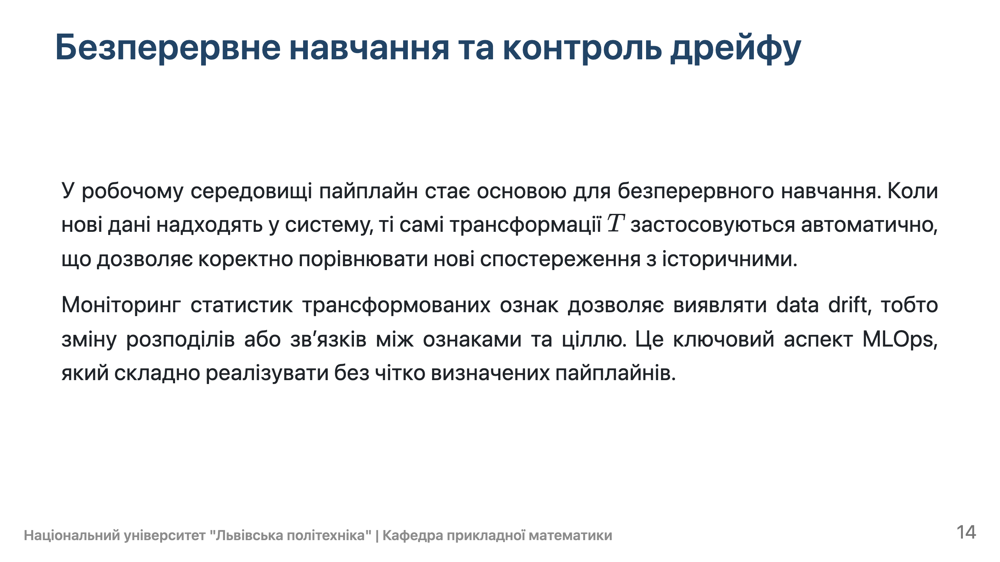 Безперервне навчання та контроль дрейфу
У робочому середовищі пайплайн стає основою для безперервного навчання. Коли
нові дані надходять у систему, ті самі трансформації T застосовуються автоматично,
що дозволяє коректно порівнювати нові спостереження з історичними.
Моніторинг статистик трансформованих ознак дозволяє виявляти data drift, тобто
зміну розподілів або зв’язків між ознаками та ціллю. Це ключовий аспект MLOps,
який складно реалізувати без чітко визначених пайплайнів.
Національний університет "Львівська політехніка" | Кафедра прикладної математики
14